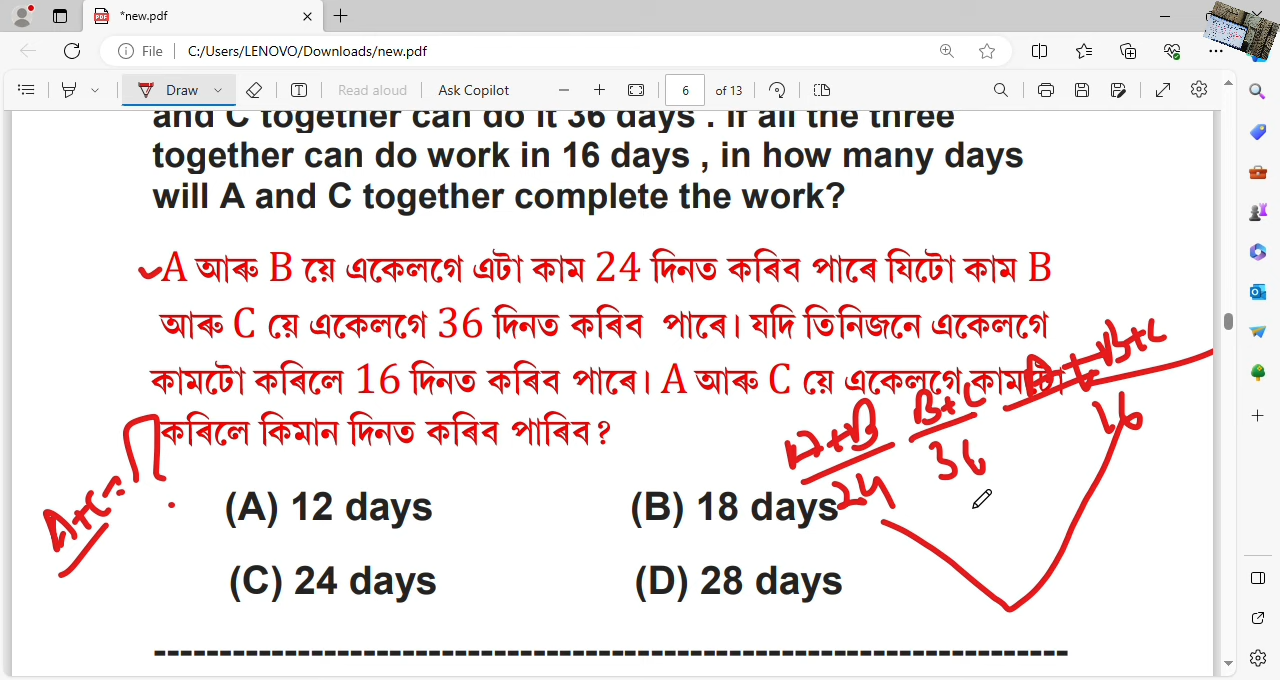 *new.pdf
File C:/Users/LENOVO/Downloads/new.pdf
Draw Read aloud Ask Copilot 6 of 13
and C together can do it 36 days . If all the three
together can do work in 16 days , in how many days
will A and C together complete the work?
A আৰু B য়ে একেলগে এটা কাম 24 দিনত কৰিব পাৰে যিটো কাম B
আৰু C য়ে একেলগে 36 দিনত কৰিব পাৰে। যদি তিনিজনে একেলগে
কামটো কৰিলে 16 দিনত কৰিব পাৰে। A আৰু C য়ে একেলগে কামটো
কৰিলে কিমান দিনত কৰিব পাৰিব?
A+B B+C A+B+C
24 36 16
A+C=?
(A) 12 days (B) 18 days
(C) 24 days (D) 28 days